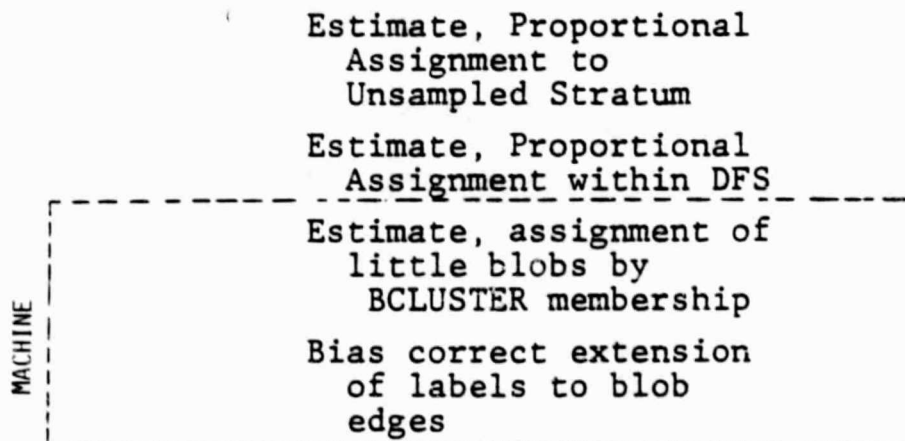 Estimate, Proportional
Assignment to
Unsampled Stratum
Estimate, Proportional
Assignment within DFS
MACHINE
Estimate, assignment of
little blobs by
BCLUSTER membership
Bias correct extension
of labels to blob
edges